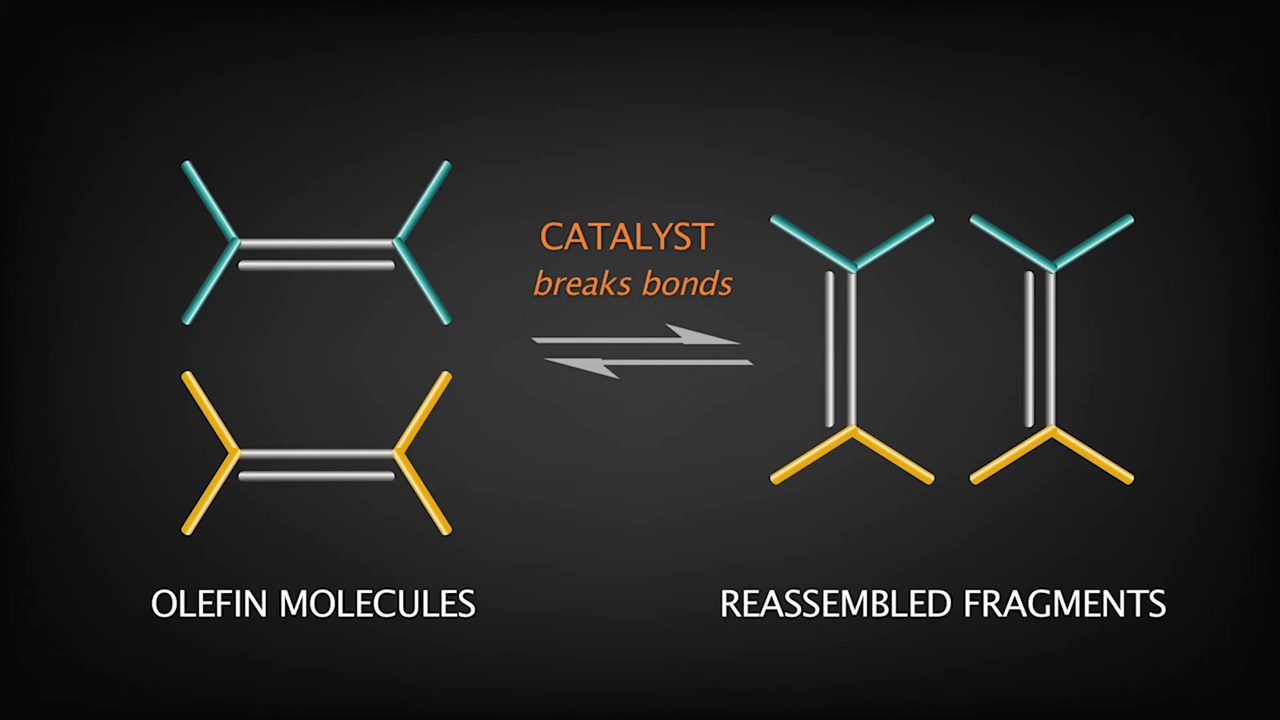 CATALYST
breaks bonds
OLEFIN MOLECULES
REASSEMBLED FRAGMENTS